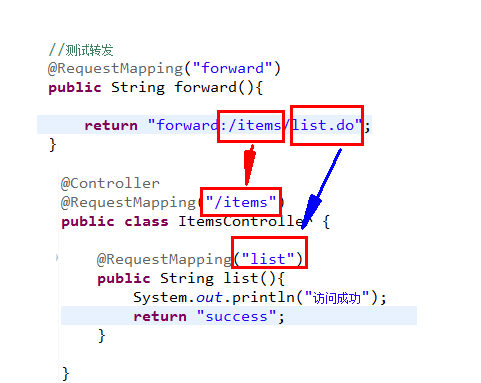 //测试转发
@RequestMapping("forward")
public String forward(){
return "forward:/items/list.do";
}
@Controller
@RequestMapping("/items")
public class ItemsController {
@RequestMapping("list")
public String list(){
System.out.println("访问成功");
return "success";
}
}